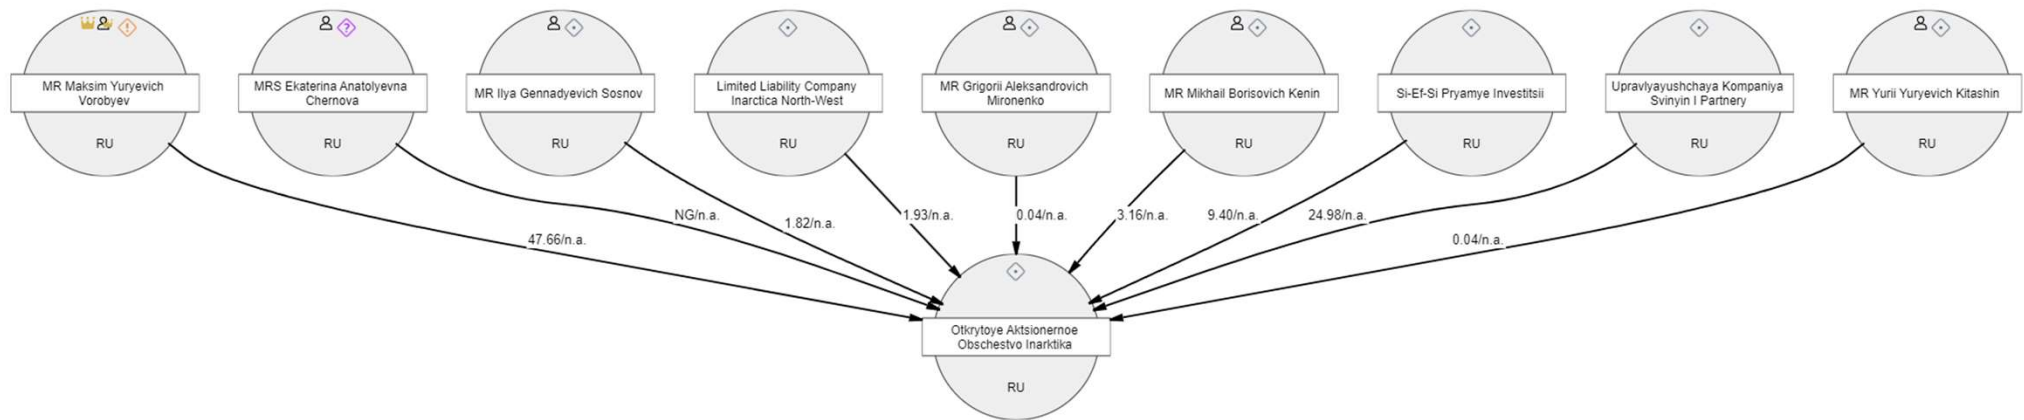 MR Maksim Yuryevich
Vorobyev
RU
MRS Ekaterina Anatolyevna
Chernova
RU
MR Ilya Gennadyevich Sosnov
RU
Limited Liability Company
Inarctica North-West
RU
MR Grigorii Aleksandrovich
Mironenko
RU
MR Mikhail Borisovich Kenin
RU
Si-Ef-Si Pryamye Investitsii
RU
Upravlyayushchaya Kompaniya
Svinyin I Partnery
RU
MR Yurii Yuryevich Kitashin
RU
47.66/n.a.
NG/n.a.
1.82/n.a.
1.93/n.a.
0.04/n.a.
3.16/n.a.
9.40/n.a.
24.98/n.a.
0.04/n.a.
Otkrytoye Aktsionernoe
Obschestvo Inarktika
RU